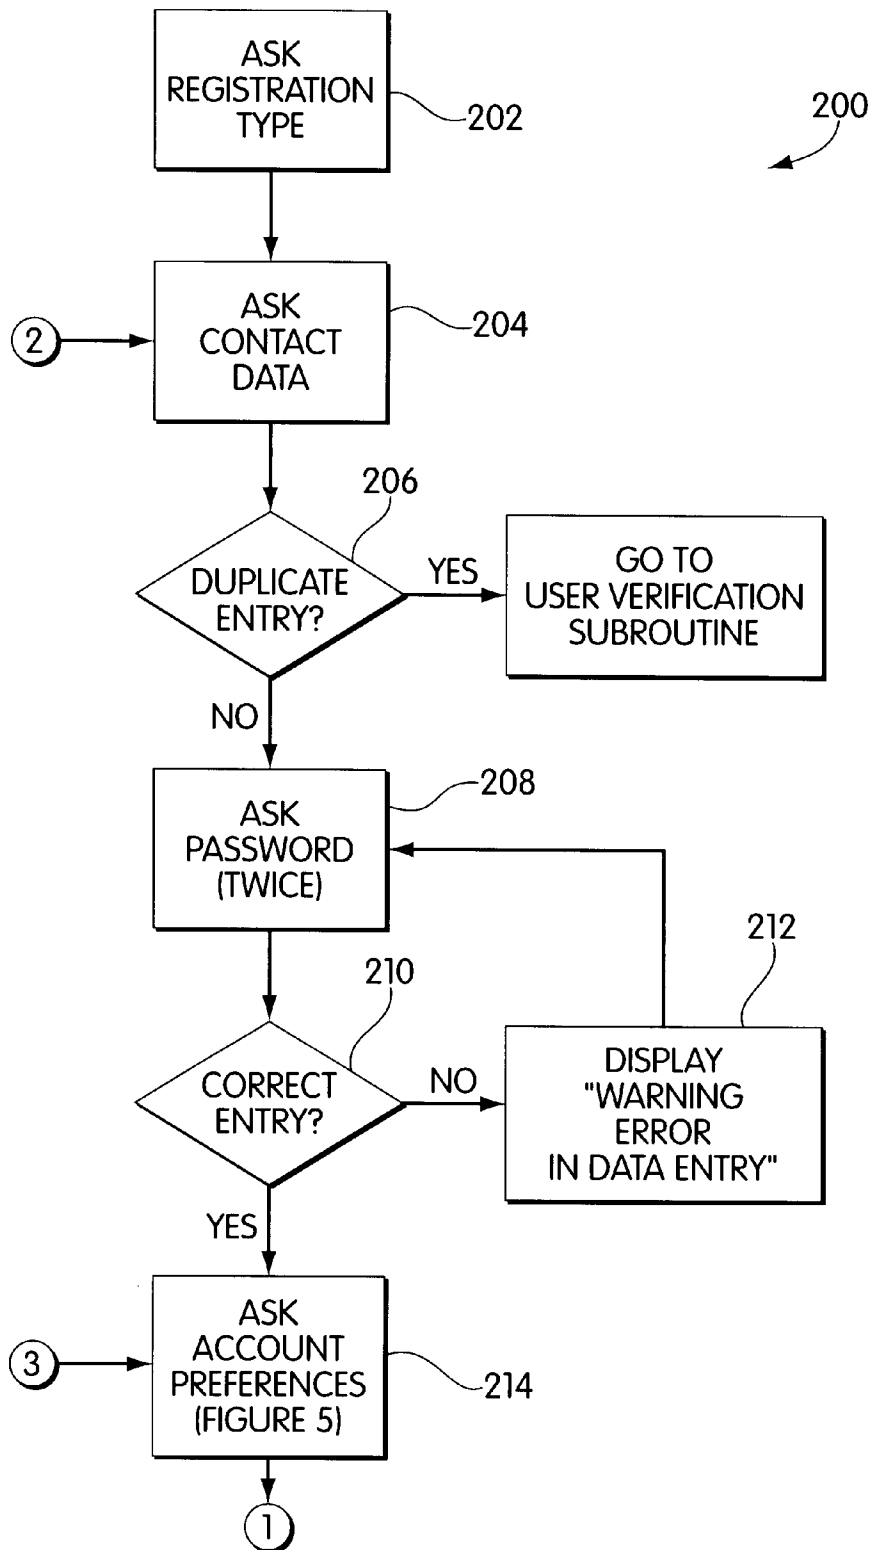 ASK
REGISTRATION
TYPE
202
200
ASK
CONTACT
DATA
204
2
206
DUPLICATE
ENTRY?
YES
GO TO
USER VERIFICATION
SUBROUTINE
NO
ASK
PASSWORD
(TWICE)
208
212
210
CORRECT
ENTRY?
NO
DISPLAY
"WARNING
ERROR
IN DATA ENTRY"
YES
ASK
ACCOUNT
PREFERENCES
(FIGURE 5)
3
214
1